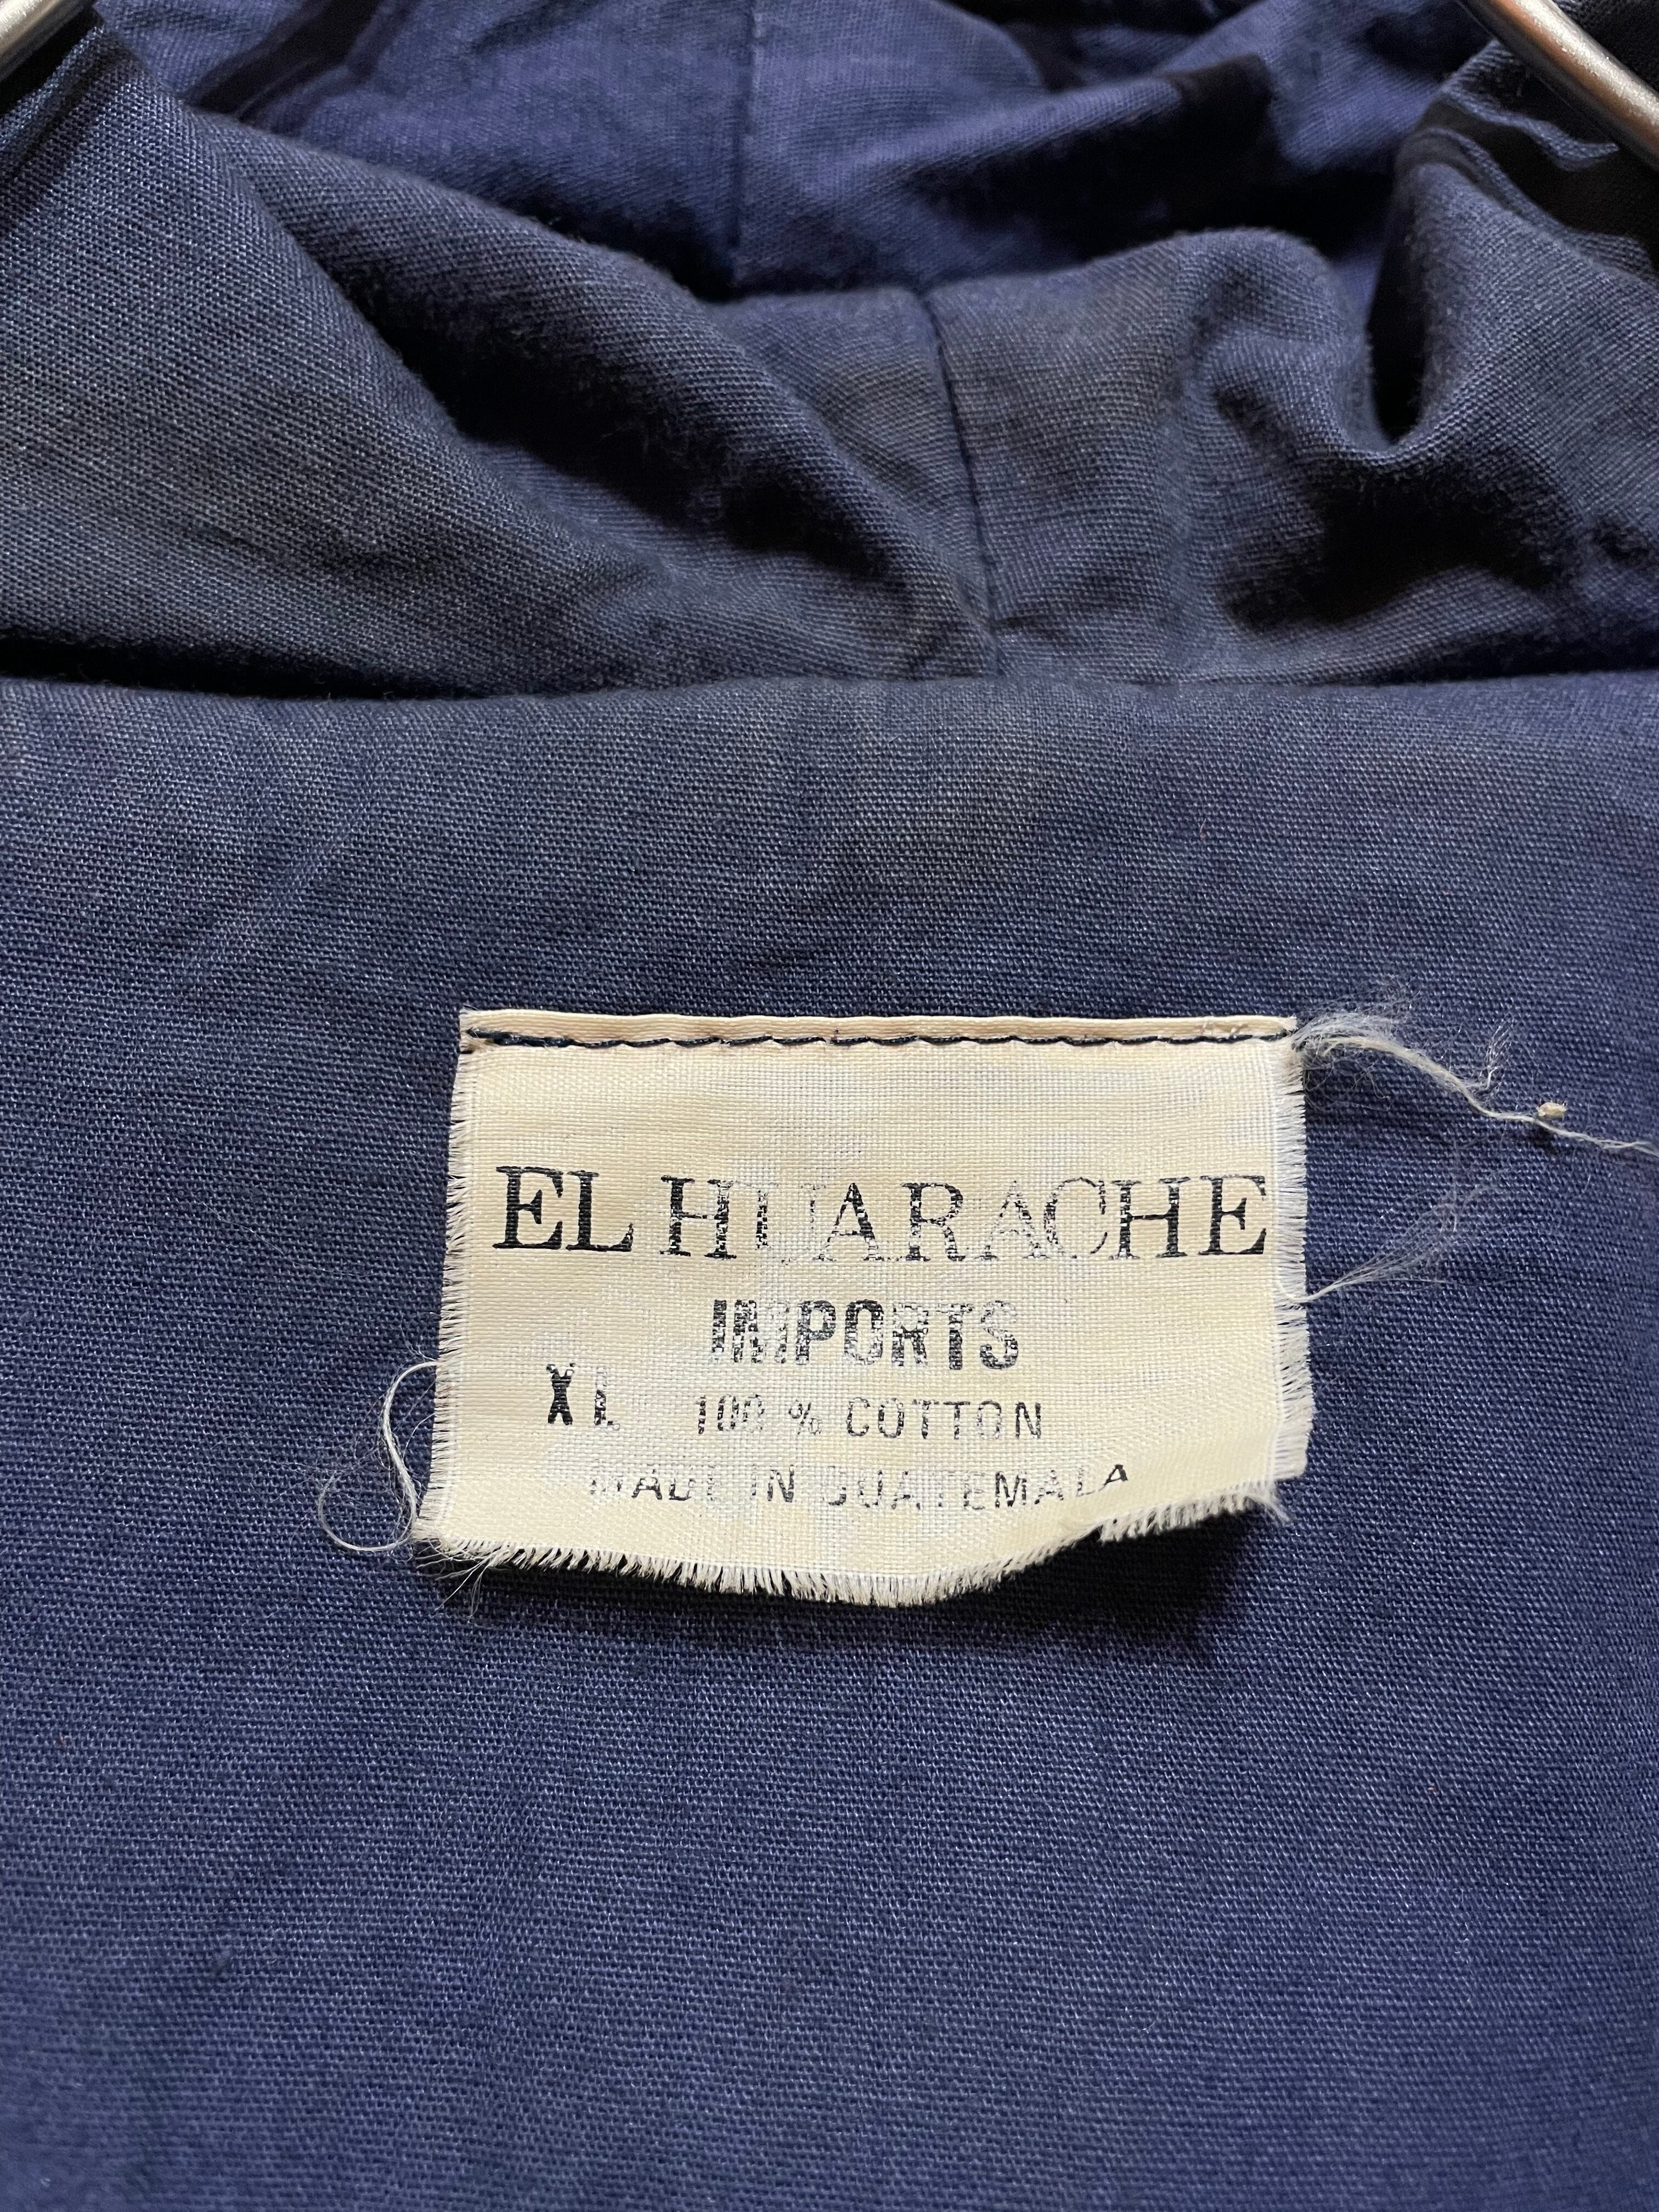 EL HUARACHE
IMPORTS
XL 100 % COTTON
MADE IN GUATEMALA